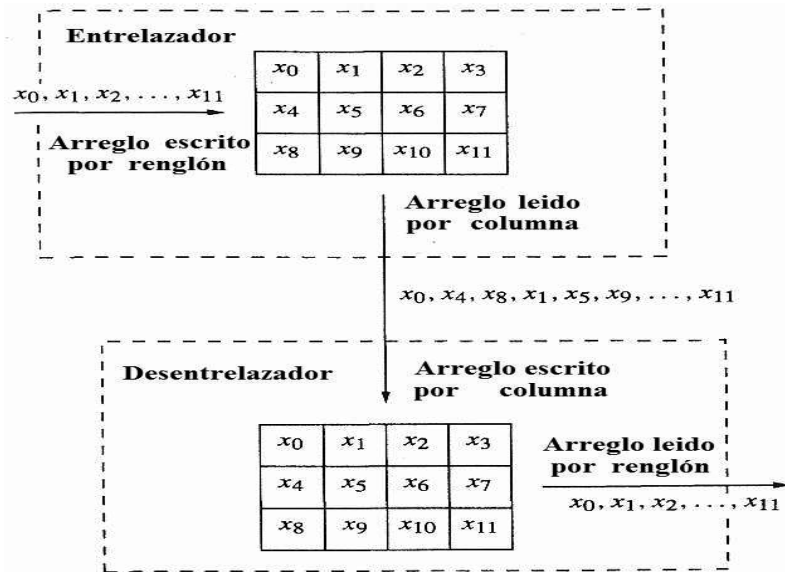 Entrelazador
x0 x1 x2 x3
x0, x1, x2, . . . , x11
x4 x5 x6 x7
Arreglo escrito
por renglón
x8 x9 x10 x11
Arreglo leido
por columna
x0, x4, x8, x1, x5, x9, . . . , x11
Desentrelazador
Arreglo escrito
por columna
x0 x1 x2 x3
Arreglo leido
por renglón
x4 x5 x6 x7
x0, x1, x2, . . . , x11
x8 x9 x10 x11